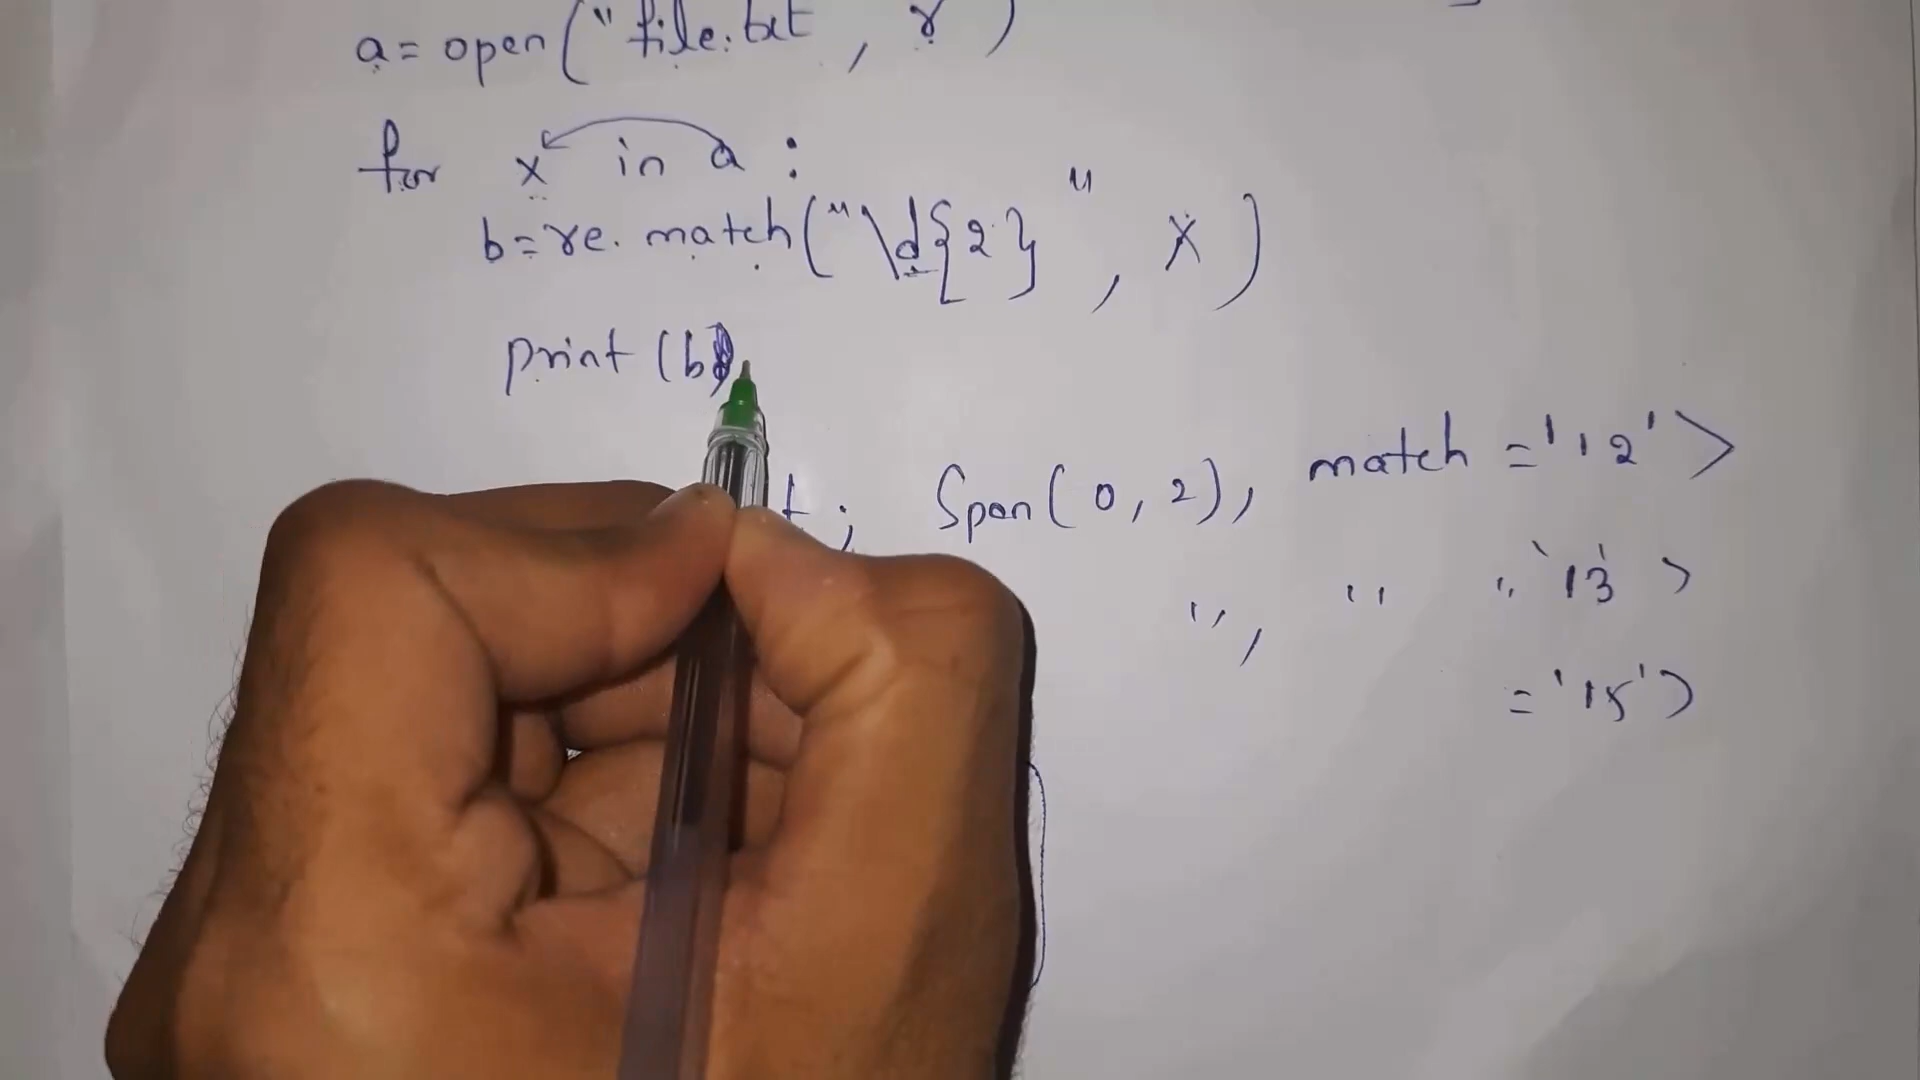 a = open("file.txt , r )
for x in a :
b = re. match("\d{2}" , x )
print (b
t ; Span(0,2), match ='12'>
", " " '13' >
= '15'>